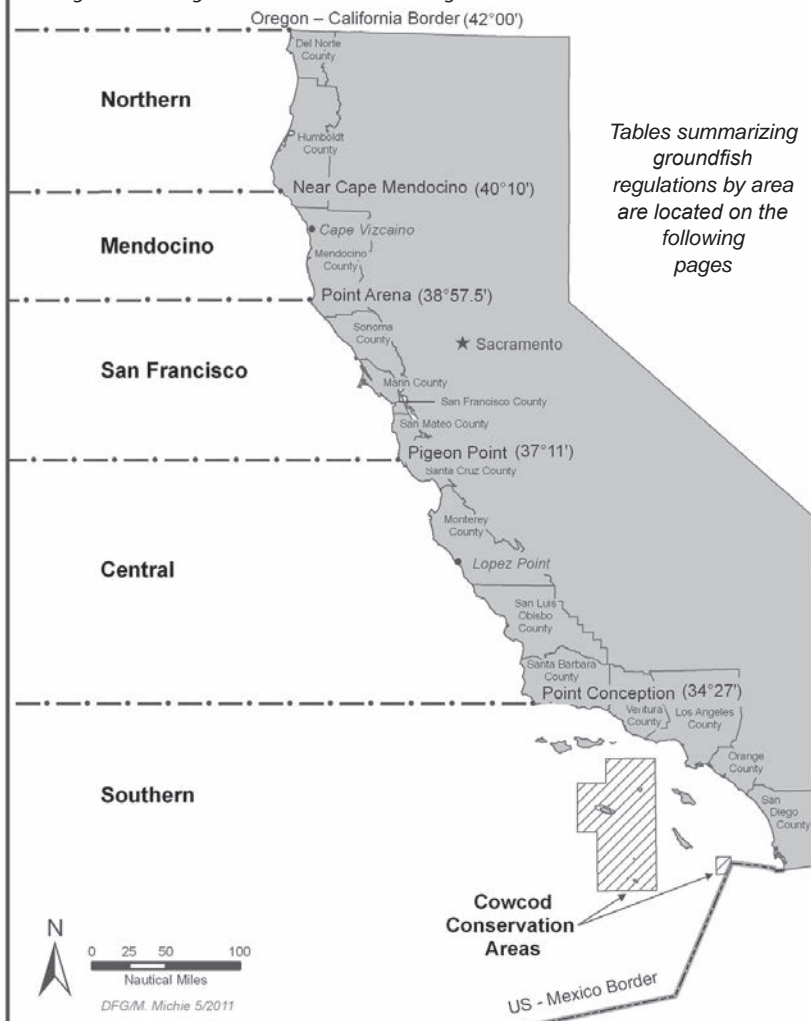 Oregon – California Border (42°00')
Del Norte
County
Northern
Humboldt
County
Tables summarizing
groundfish
regulations by area
are located on the
following
pages
Near Cape Mendocino (40°10')
Cape Vizcaino
Mendocino
Mendocino
County
Point Arena (38°57.5')
Sonoma
County
Sacramento
San Francisco
Marin County
San Francisco County
San Mateo County
Pigeon Point (37°11')
Santa Cruz County
Monterey
County
Lopez Point
Central
San Luis
Obisbo
County
Santa Barbara
County
Point Conception (34°27')
Ventura
County
Los Angeles
County
Orange
County
Southern
San
Diego
County
Cowcod
Conservation
Areas
N
0 25 50 100
Nautical Miles
US - Mexico Border
DFG/M. Michie 5/2011